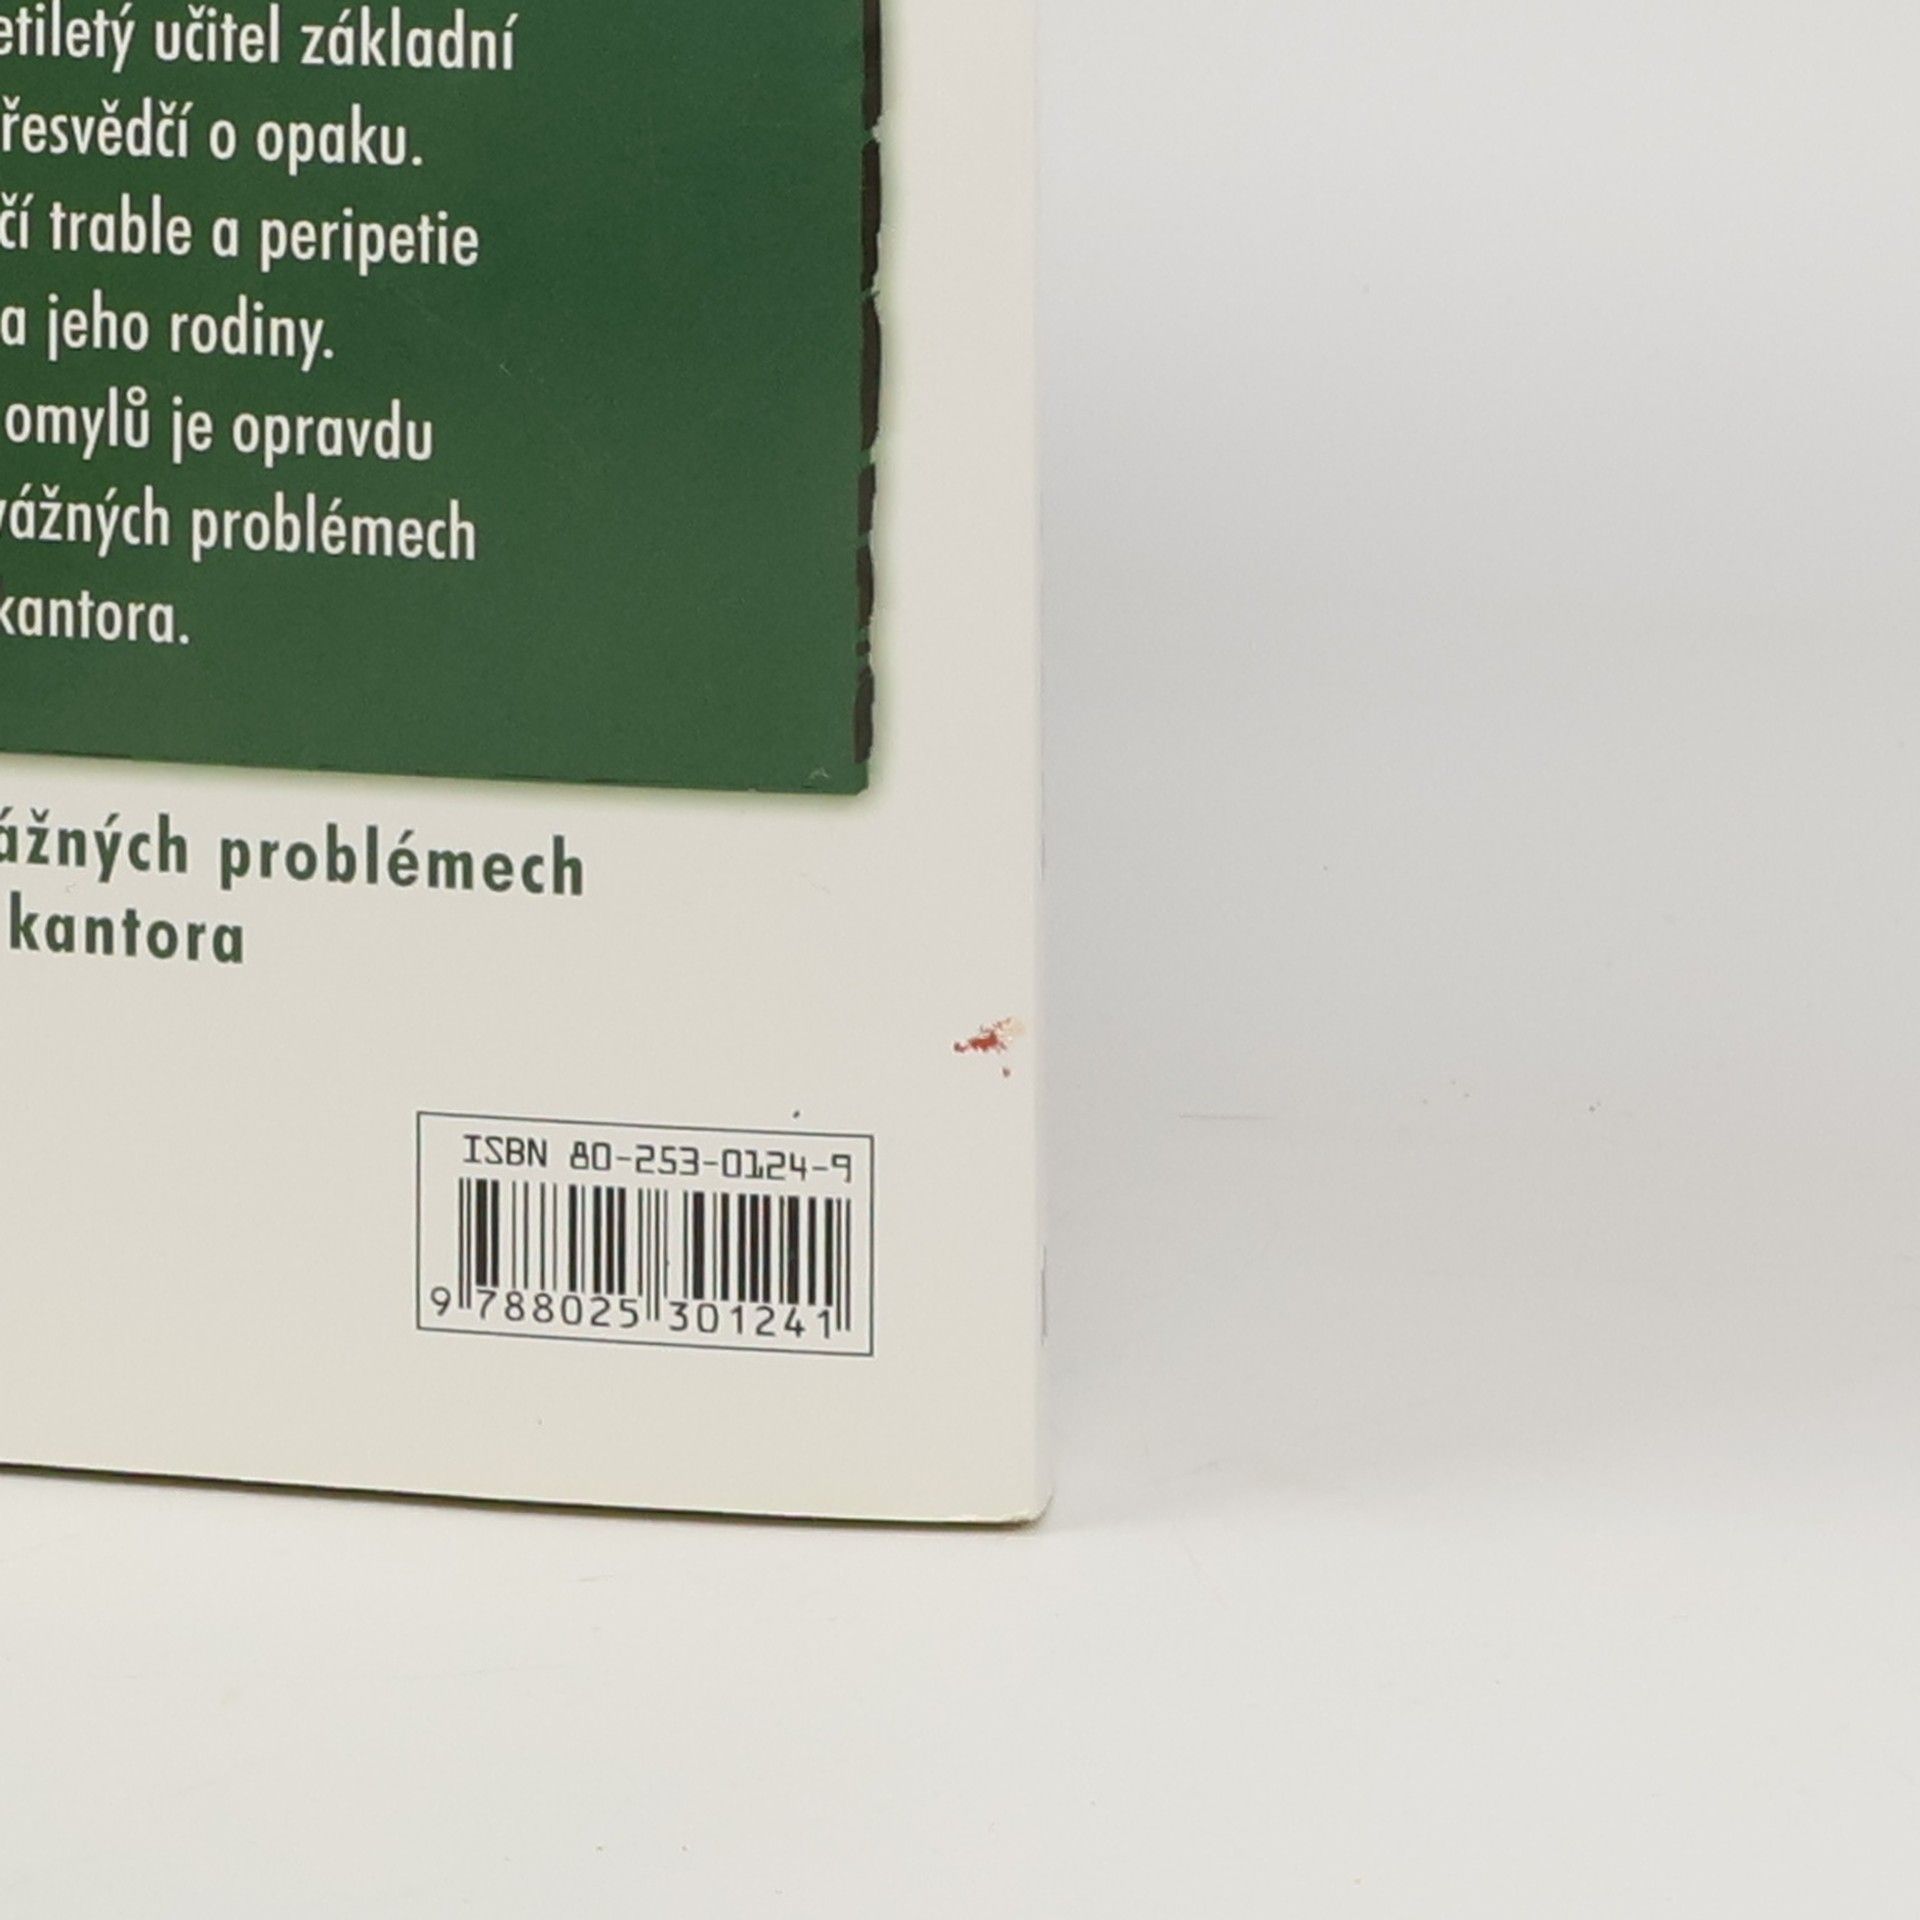 etiletý učitel základní
řesvědčí o opaku.
čí trable a peripetie
a jeho rodiny.
omylů je opravdu
vážných problémech
kantora.
ážných problémech
kantora
ISBN 80-253-0124-9
9 788025 301241